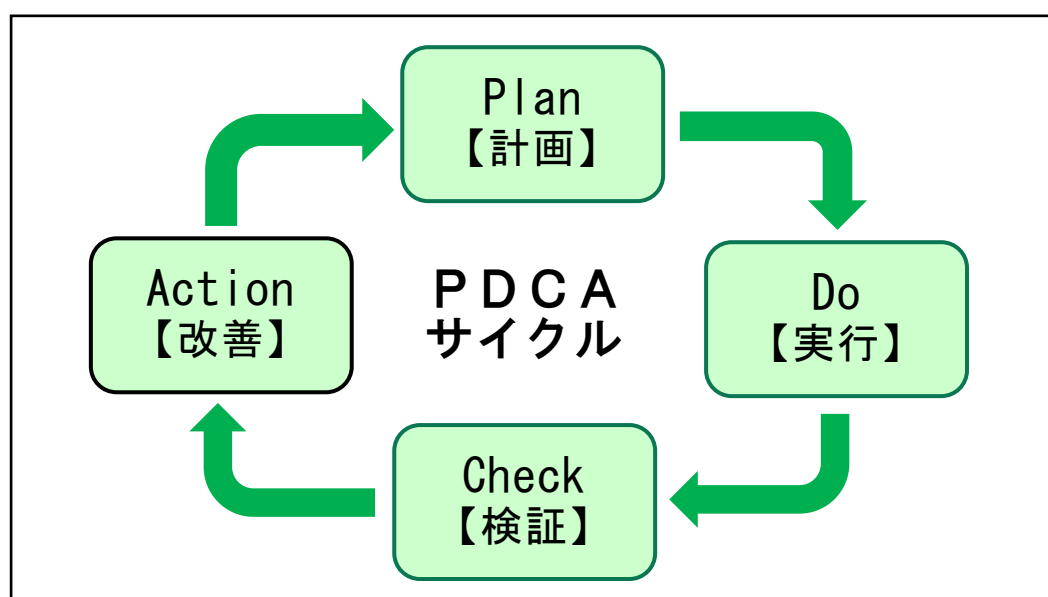 Plan
【計画】
Do
【実行】
Check
【検証】
Action
【改善】
ＰＤＣＡ
サイクル